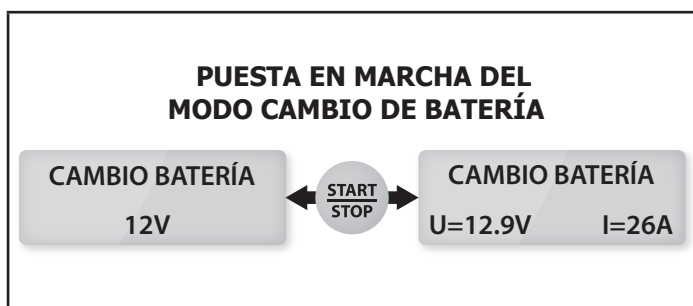 PUESTA EN MARCHA DEL
MODO CAMBIO DE BATERÍA
CAMBIO BATERÍA
12V
START
STOP
CAMBIO BATERÍA
U=12.9V I=26A